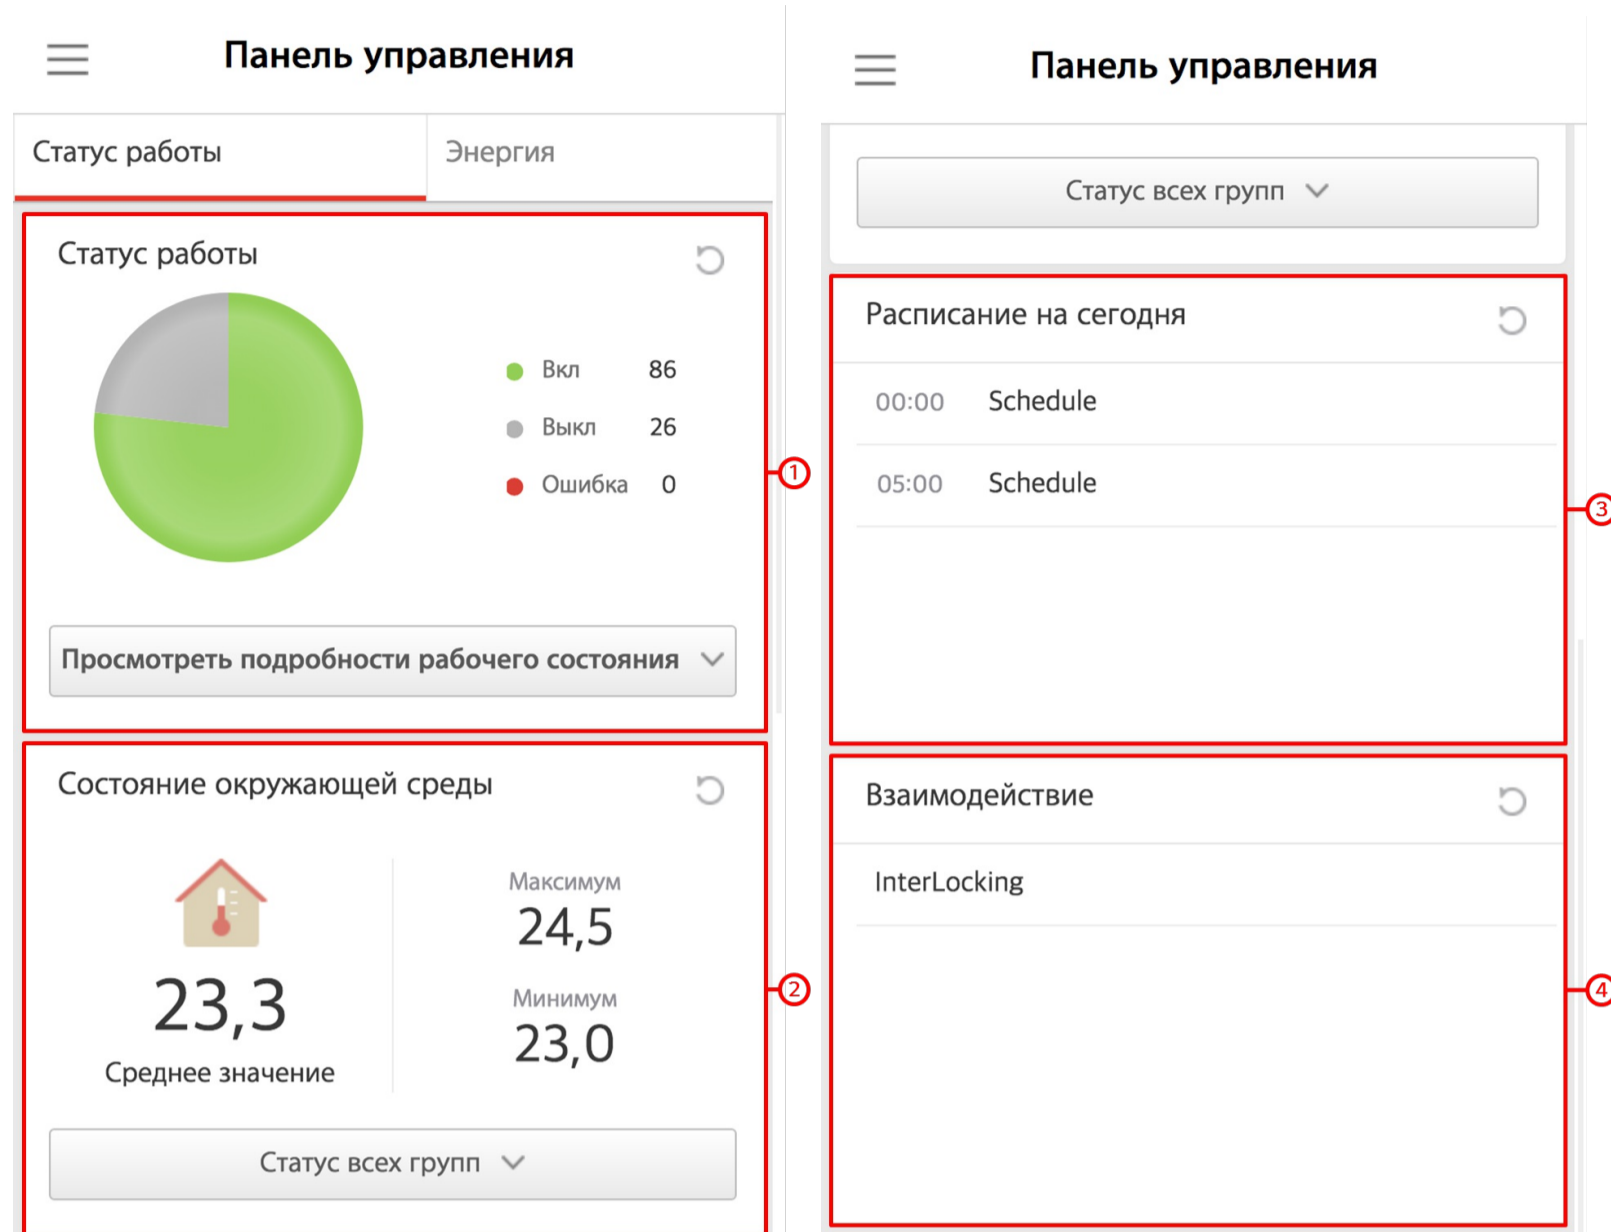 Панель управления
Статус работы
Энергия
Статус работы
Вкл 86
Выкл 26
Ошибка 0
Просмотреть подробности рабочего состояния
1
Состояние окружающей среды
23,3
Среднее значение
Максимум
24,5
Минимум
23,0
Статус всех групп
2
Панель управления
Статус всех групп
Расписание на сегодня
00:00 Schedule
05:00 Schedule
3
Взаимодействие
InterLocking
4